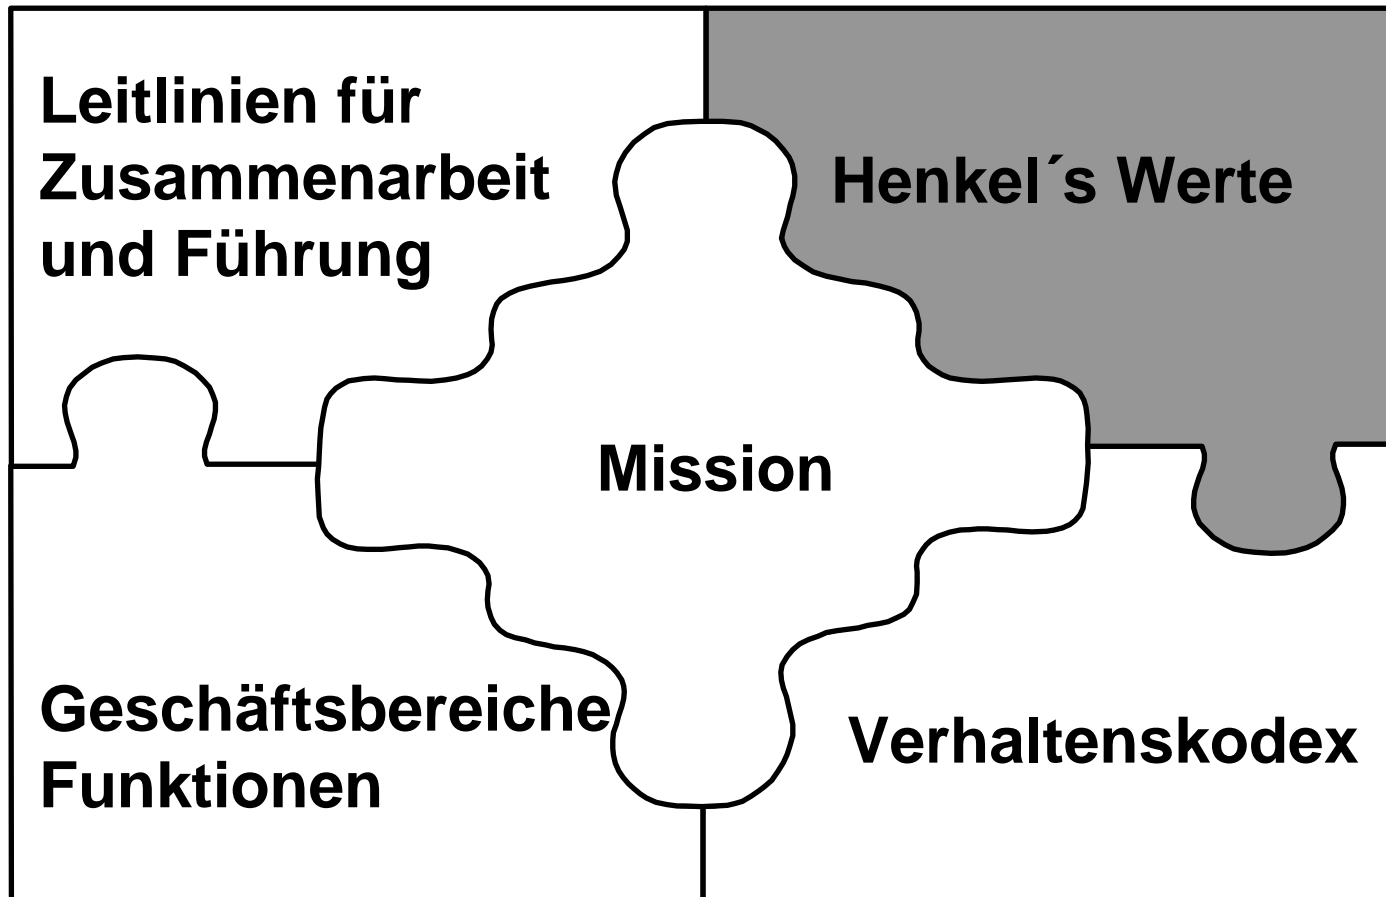 Leitlinien für
Zusammenarbeit
und Führung
Henkel´s Werte
Mission
Geschäftsbereiche
Funktionen
Verhaltenskodex